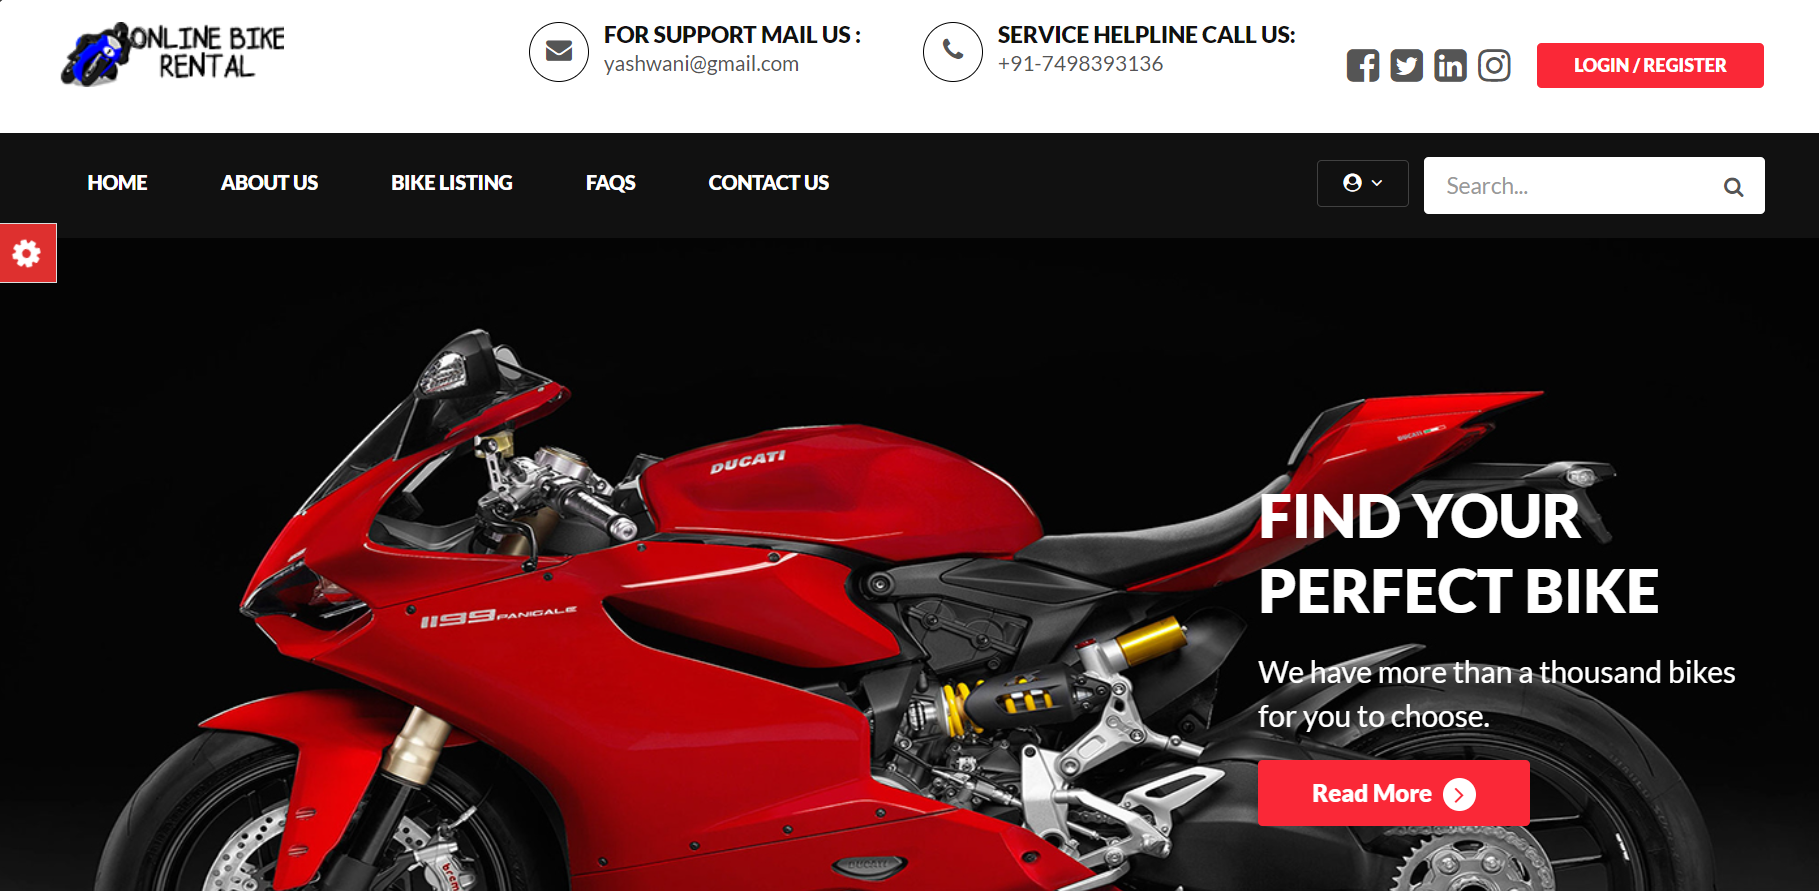 ONLINE BIKE
RENTAL
FOR SUPPORT MAIL US :
yashwani@gmail.com
SERVICE HELPLINE CALL US:
+91-7498393136
LOGIN / REGISTER
HOME
ABOUT US
BIKE LISTING
FAQS
CONTACT US
Search...
DUCATI
DUCATI
1199 PANIGALE
FIND YOUR
PERFECT BIKE
We have more than a thousand bikes
for you to choose.
Read More
DUCATI